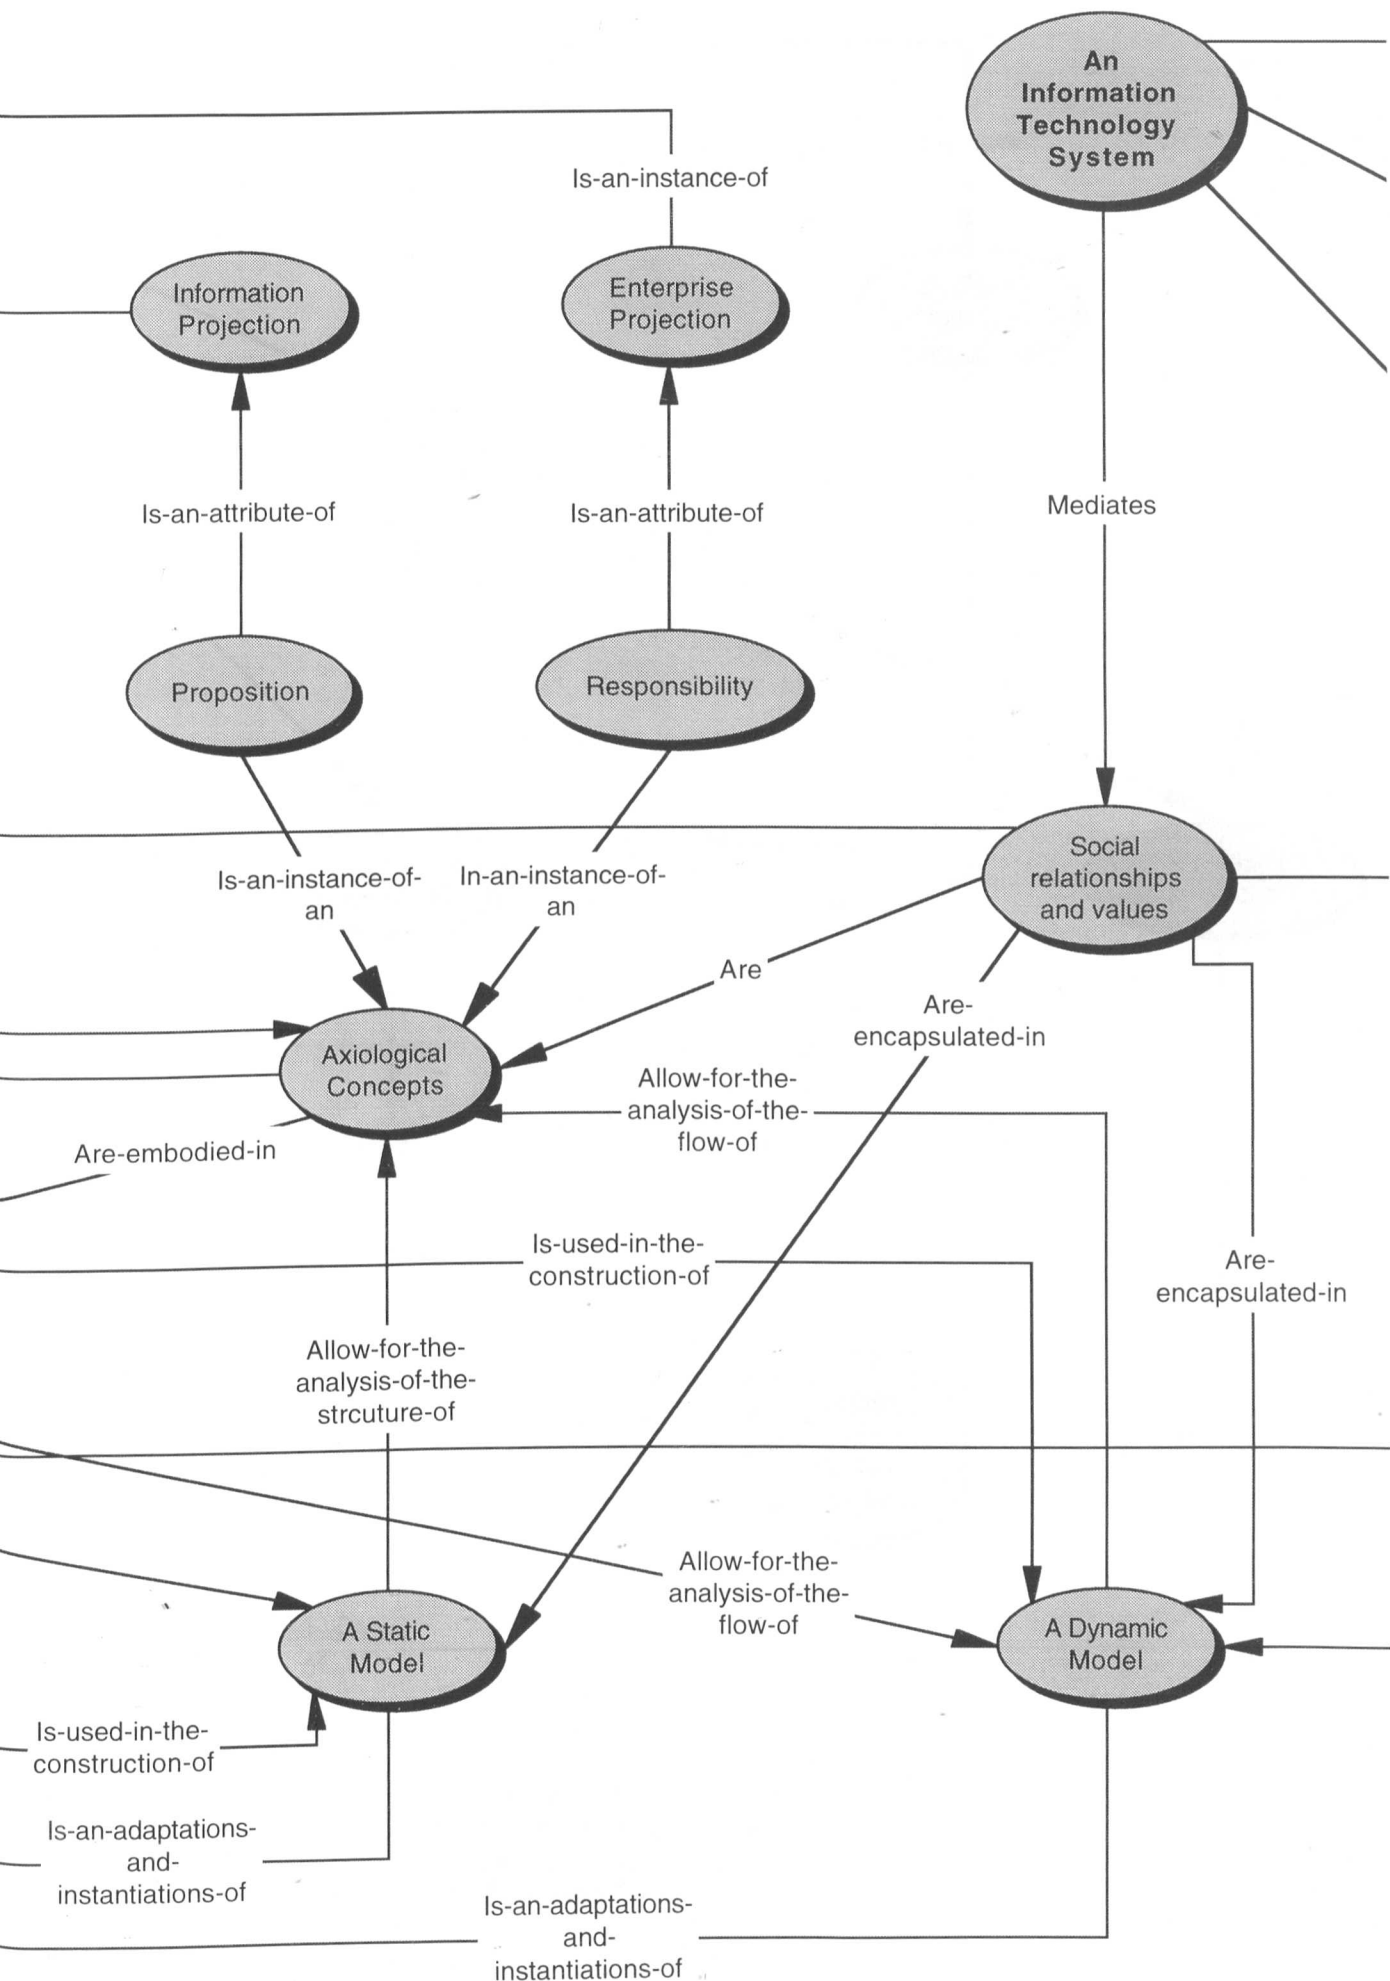 An
Information
Technology
System
Is-an-instance-of
Information
Projection
Enterprise
Projection
Is-an-attribute-of
Is-an-attribute-of
Mediates
Proposition
Responsibility
Social
relationships
and values
Is-an-instance-of-
an
In-an-instance-of-
an
Are
Are-
encapsulated-in
Axiological
Concepts
Allow-for-the-
analysis-of-the-
flow-of
Are-embodied-in
Is-used-in-the-
construction-of
Are-
encapsulated-in
Allow-for-the-
analysis-of-the-
strcuture-of
Allow-for-the-
analysis-of-the-
flow-of
A Static
Model
A Dynamic
Model
Is-used-in-the-
construction-of
Is-an-adaptations-
and-
instantiations-of
Is-an-adaptations-
and-
instantiations-of